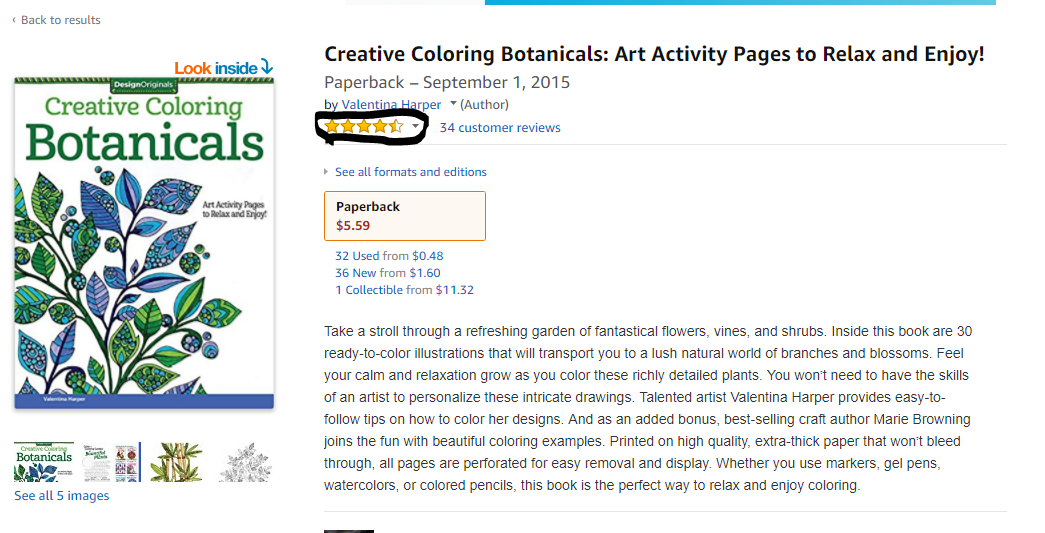 ‹ Back to results
Look inside
DesignOriginals
Creative Coloring
Botanicals
Art Activity Pages
to Relax and Enjoy!
Valentina Harper
Creative Coloring
Botanicals
See all 5 images
Creative Coloring Botanicals: Art Activity Pages to Relax and Enjoy!
Paperback – September 1, 2015
by Valentina Harper (Author)
34 customer reviews
See all formats and editions
Paperback
$5.59
32 Used from $0.48
36 New from $1.60
1 Collectible from $11.32
Take a stroll through a refreshing garden of fantastical flowers, vines, and shrubs. Inside this book are 30
ready-to-color illustrations that will transport you to a lush natural world of branches and blossoms. Feel
your calm and relaxation grow as you color these richly detailed plants. You won't need to have the skills
of an artist to personalize these intricate drawings. Talented artist Valentina Harper provides easy-to-
follow tips on how to color her designs. And as an added bonus, best-selling craft author Marie Browning
joins the fun with beautiful coloring examples. Printed on high quality, extra-thick paper that won't bleed
through, all pages are perforated for easy removal and display. Whether you use markers, gel pens,
watercolors, or colored pencils, this book is the perfect way to relax and enjoy coloring.